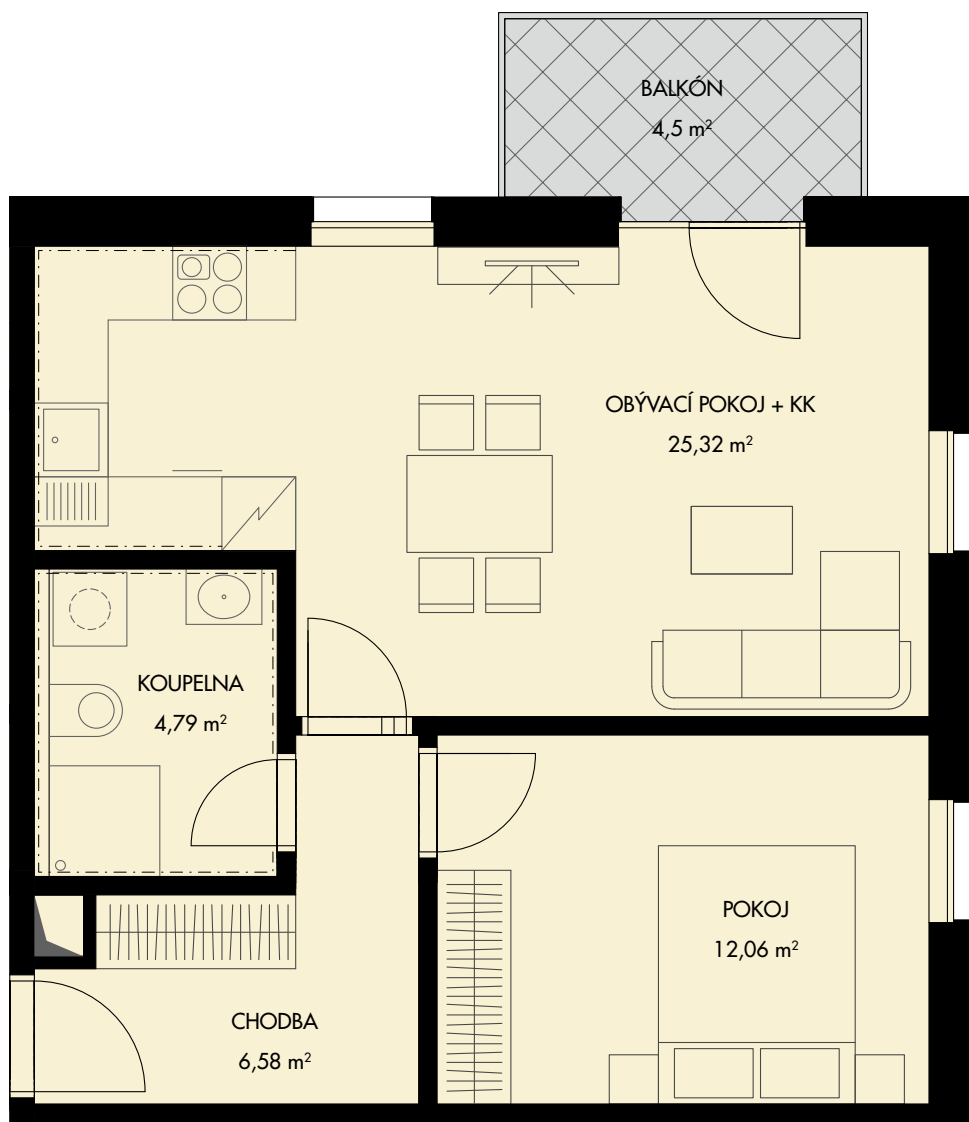 BALKÓN
4,5 m²
OBÝVACÍ POKOJ + KK
25,32 m²
KOUPELNA
4,79 m²
POKOJ
12,06 m²
CHODBA
6,58 m²